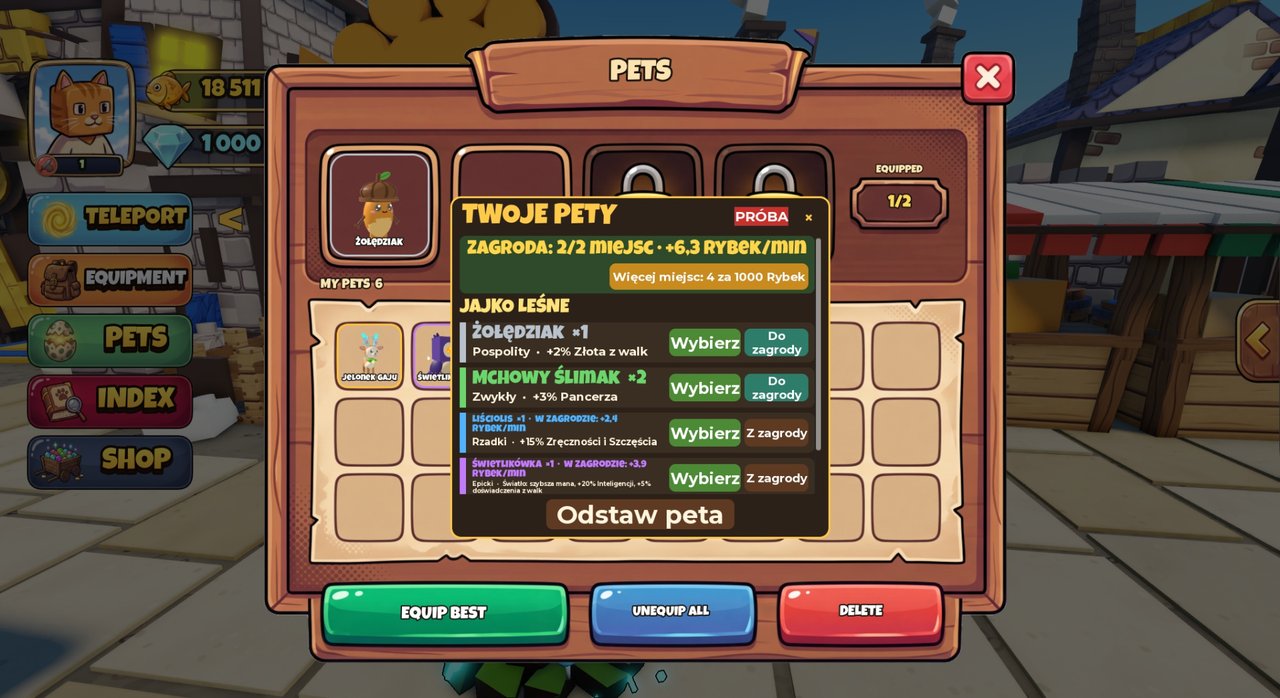 PETS
18 511
1 000
1
TELEPORT
EQUIPMENT
PETS
INDEX
SHOP
ŻOŁĘDZIAK
EQUIPPED
1/2
MY PETS 6
JELONEK GAJU
TWOJE PETY
PRÓBA
×
ZAGRODA: 2/2 MIEJSC · +6,3 RYBEK/MIN
Więcej miejsc: 4 za 1000 Rybek
JAJKO LEŚNE
ŻOŁĘDZIAK ×1
Pospolity · +2% Złota z walk
Wybierz
Do zagrody
MCHOWY ŚLIMAK ×2
Zwykły · +3% Pancerza
Wybierz
Do zagrody
LIŚCIOLIS ×1 · W ZAGRODZIE: +2,4
RYBEK/MIN
Rzadki · +15% Zręczności i Szczęścia
Wybierz
Z zagrody
ŚWIETLIKÓWKA ×1 · W ZAGRODZIE: +3,9
RYBEK/MIN
Epicki · Światło: szybsza mana, +20% Inteligencji, +5%
doświadczenia z walk
Wybierz
Z zagrody
Odstaw peta
EQUIP BEST
UNEQUIP ALL
DELETE